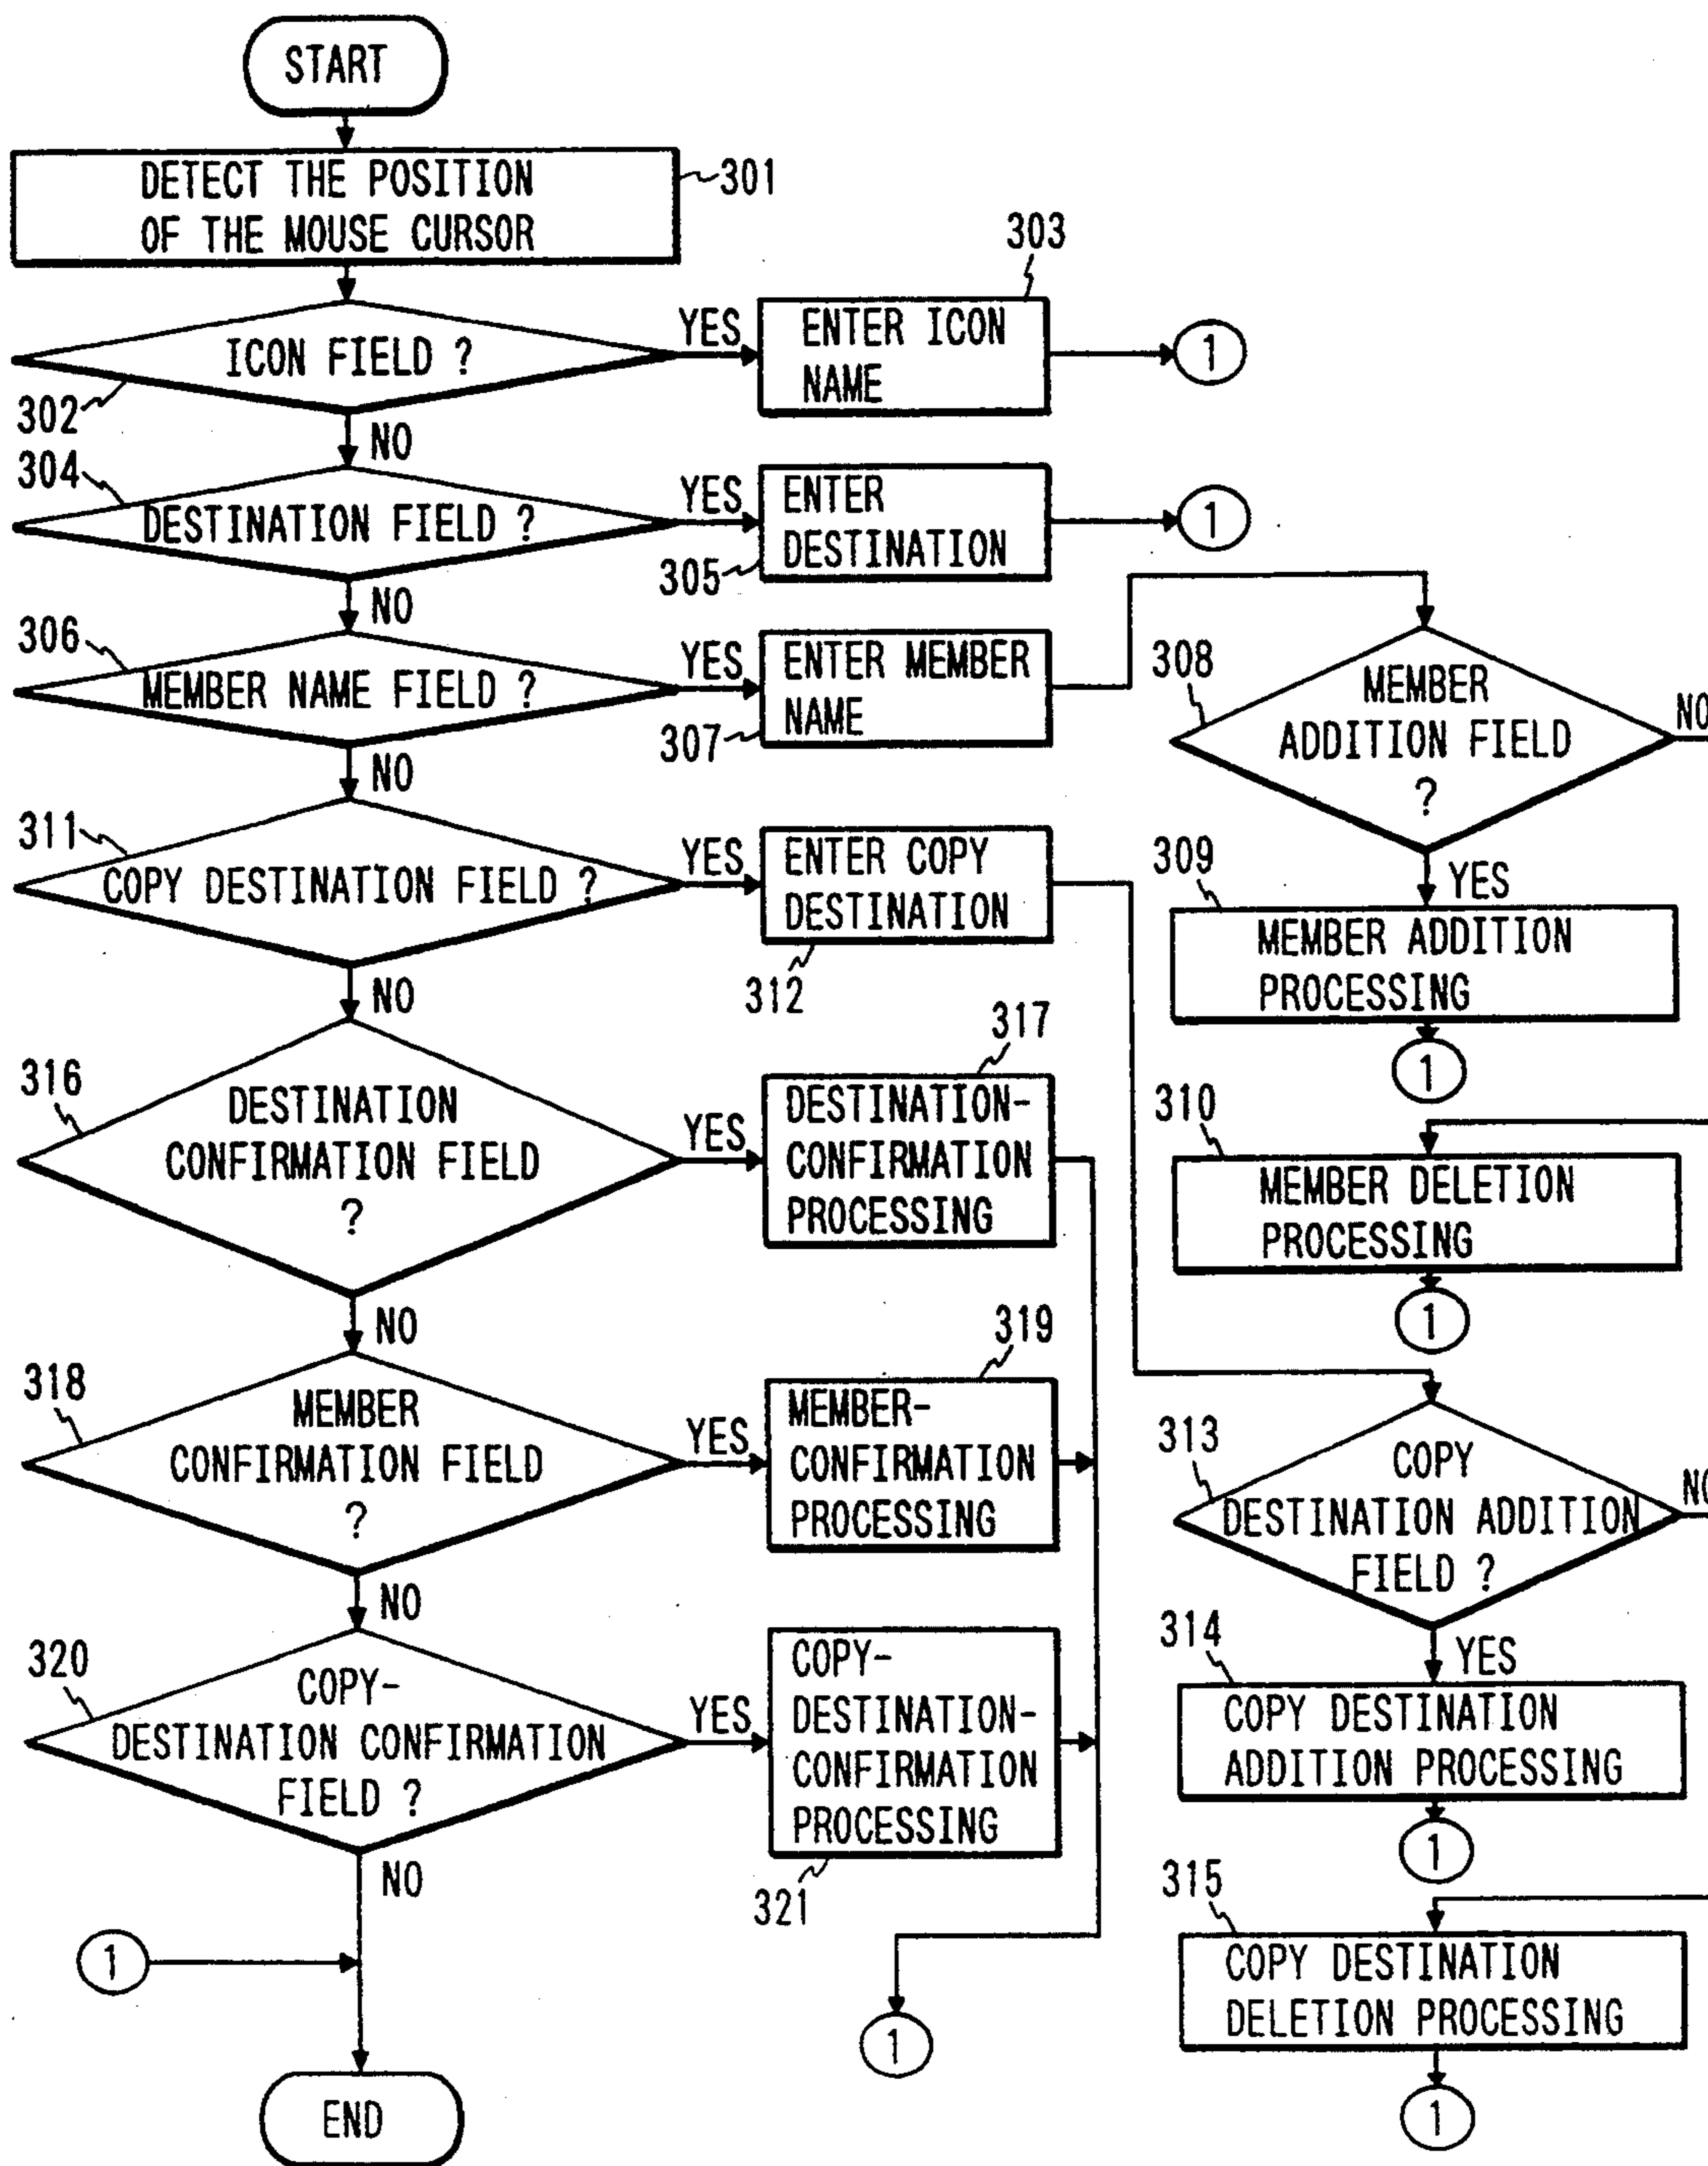 START
DETECT THE POSITION
OF THE MOUSE CURSOR
301
ICON FIELD ?
302
YES
ENTER ICON
NAME
303
1
NO
304
DESTINATION FIELD ?
YES
ENTER
DESTINATION
305
1
NO
306
MEMBER NAME FIELD ?
YES
ENTER MEMBER
NAME
307
308
MEMBER
ADDITION FIELD
?
NO
YES
309
MEMBER ADDITION
PROCESSING
1
310
MEMBER DELETION
PROCESSING
1
NO
311
COPY DESTINATION FIELD ?
YES
ENTER COPY
DESTINATION
312
313
COPY
DESTINATION ADDITION
FIELD ?
NO
YES
314
COPY DESTINATION
ADDITION PROCESSING
1
315
COPY DESTINATION
DELETION PROCESSING
1
NO
316
DESTINATION
CONFIRMATION FIELD
?
YES
317
DESTINATION-
CONFIRMATION
PROCESSING
NO
318
MEMBER
CONFIRMATION FIELD
?
YES
319
MEMBER-
CONFIRMATION
PROCESSING
NO
320
COPY-
DESTINATION CONFIRMATION
FIELD ?
YES
COPY-
DESTINATION-
CONFIRMATION
PROCESSING
321
NO
1
1
END